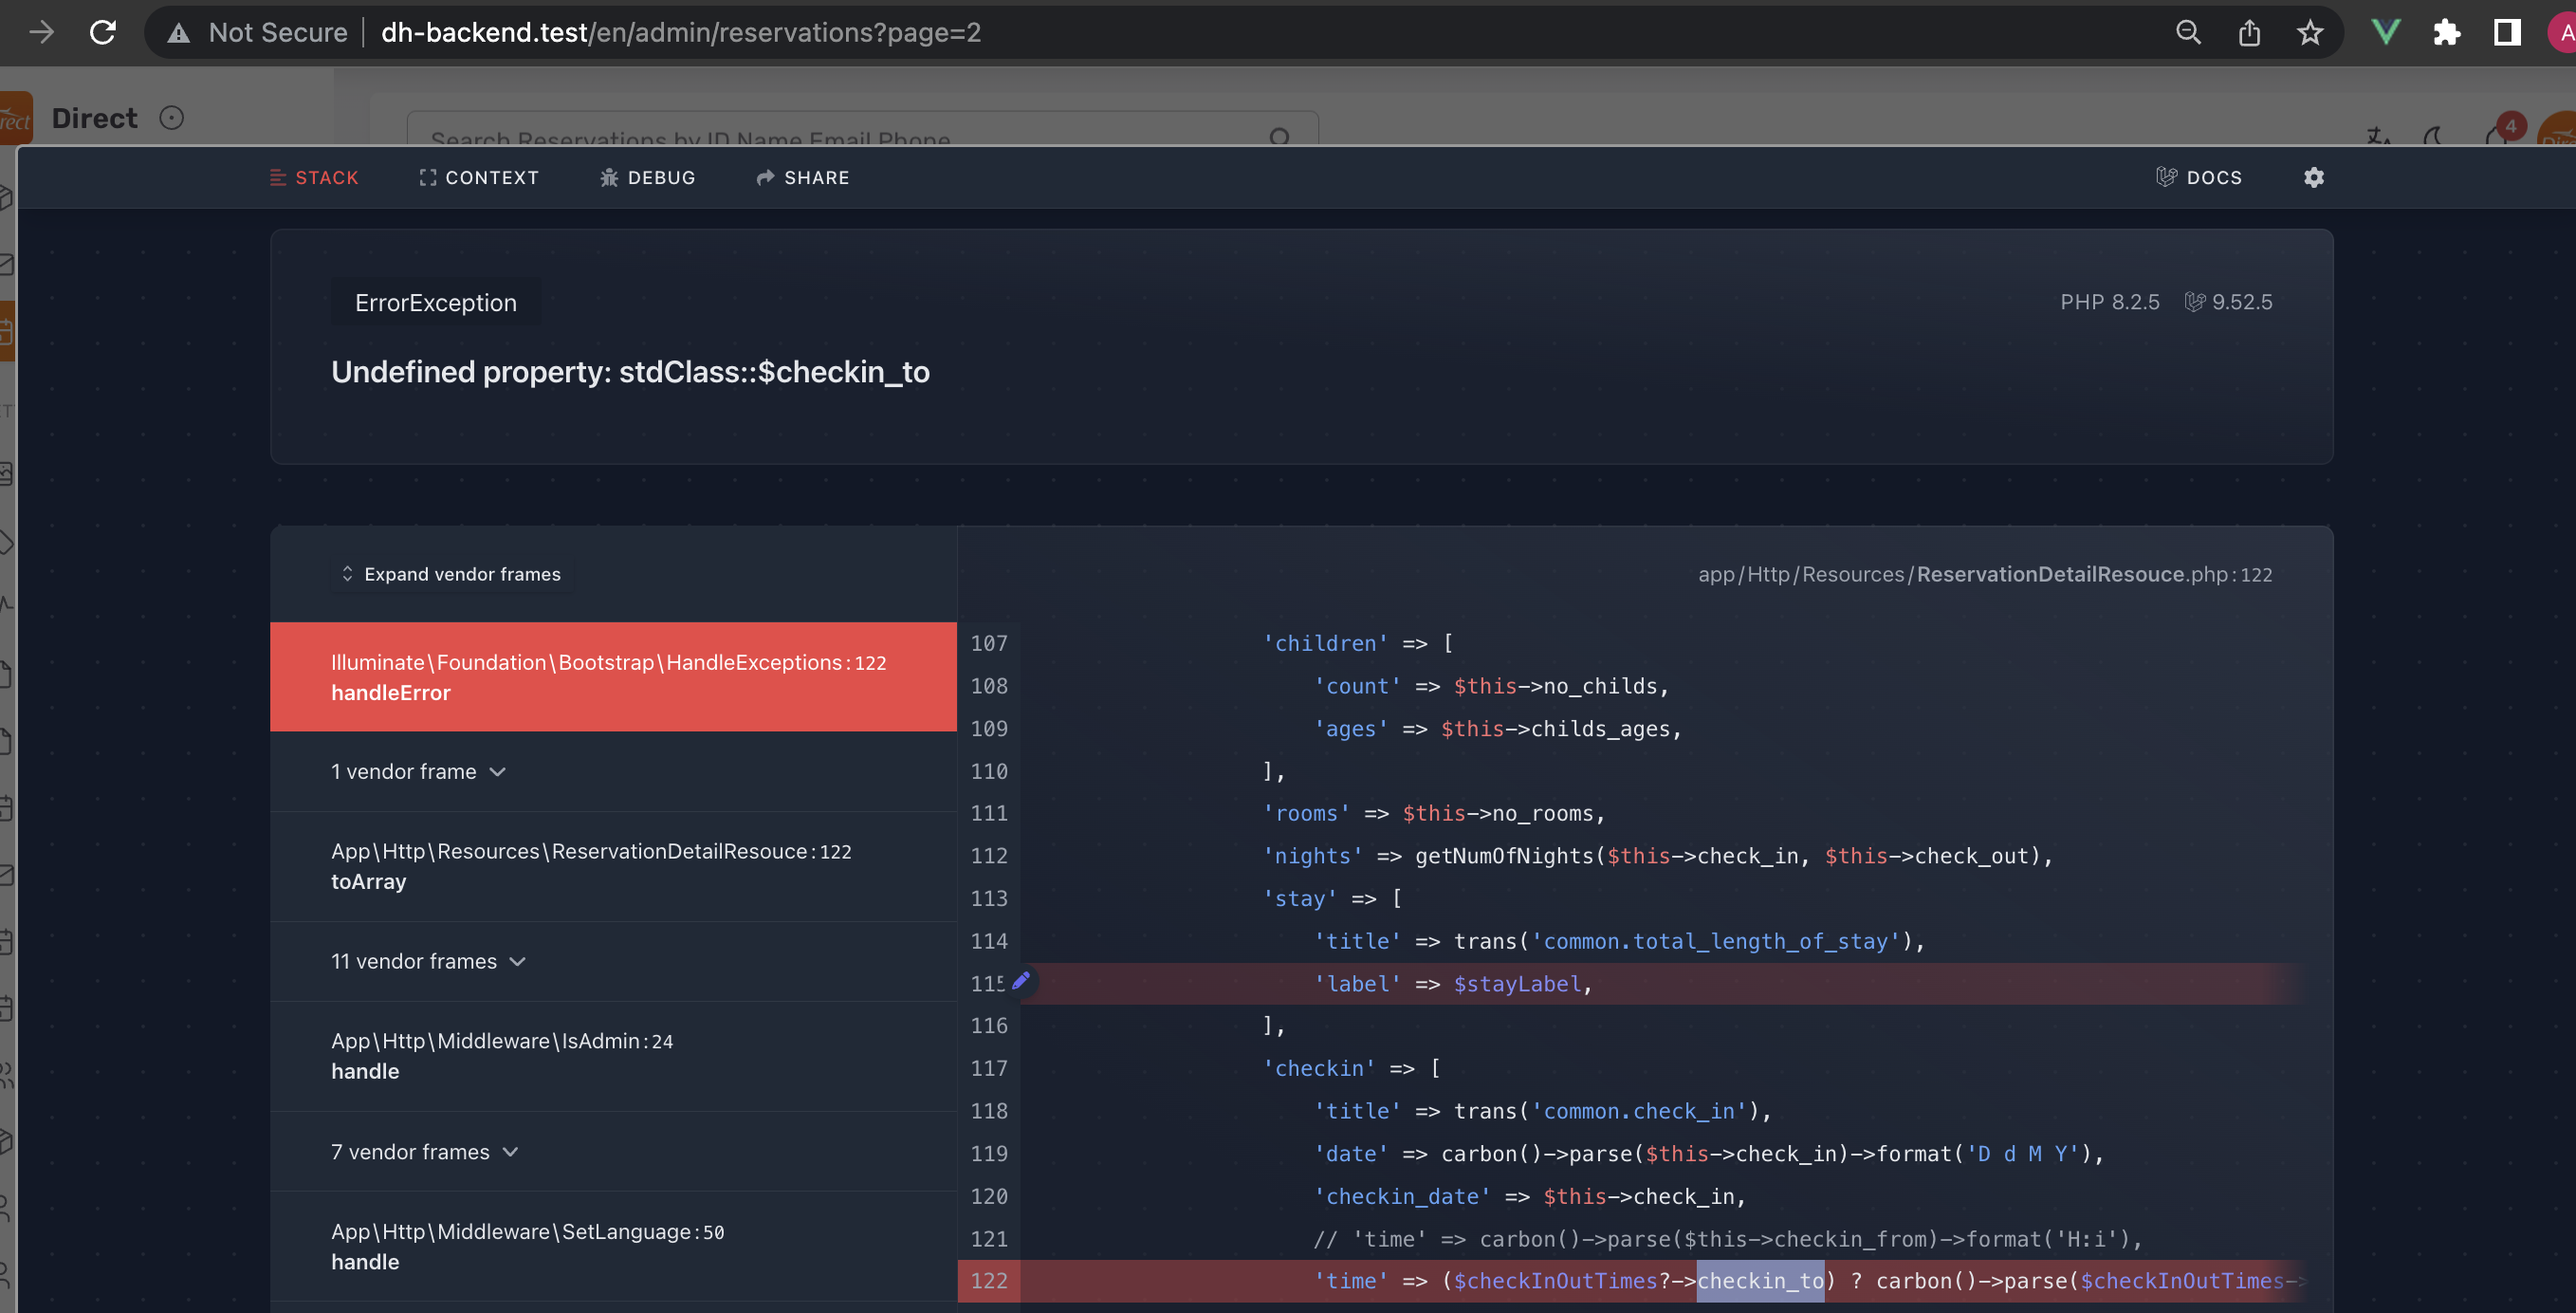 Not Secure | dh-backend.test/en/admin/reservations?page=2
A
rect
Direct
Search Reservations by ID Name Email Phone
4
STACK
CONTEXT
DEBUG
SHARE
DOCS
ErrorException
PHP 8.2.5 9.52.5
Undefined property: stdClass::$checkin_to
Expand vendor frames
Illuminate\Foundation\Bootstrap\HandleExceptions:122
handleError
1 vendor frame
App\Http\Resources\ReservationDetailResouce:122
toArray
11 vendor frames
App\Http\Middleware\IsAdmin:24
handle
7 vendor frames
App\Http\Middleware\SetLanguage:50
handle
app/Http/Resources/ReservationDetailResouce.php:122
107 'children' => [
108 'count' => $this->no_childs,
109 'ages' => $this->childs_ages,
110 ],
111 'rooms' => $this->no_rooms,
112 'nights' => getNumOfNights($this->check_in, $this->check_out),
113 'stay' => [
114 'title' => trans('common.total_length_of_stay'),
115 'label' => $stayLabel,
116 ],
117 'checkin' => [
118 'title' => trans('common.check_in'),
119 'date' => carbon()->parse($this->check_in)->format('D d M Y'),
120 'checkin_date' => $this->check_in,
121 // 'time' => carbon()->parse($this->checkin_from)->format('H:i'),
122 'time' => ($checkInOutTimes?->checkin_to) ? carbon()->parse($checkInOutTimes->